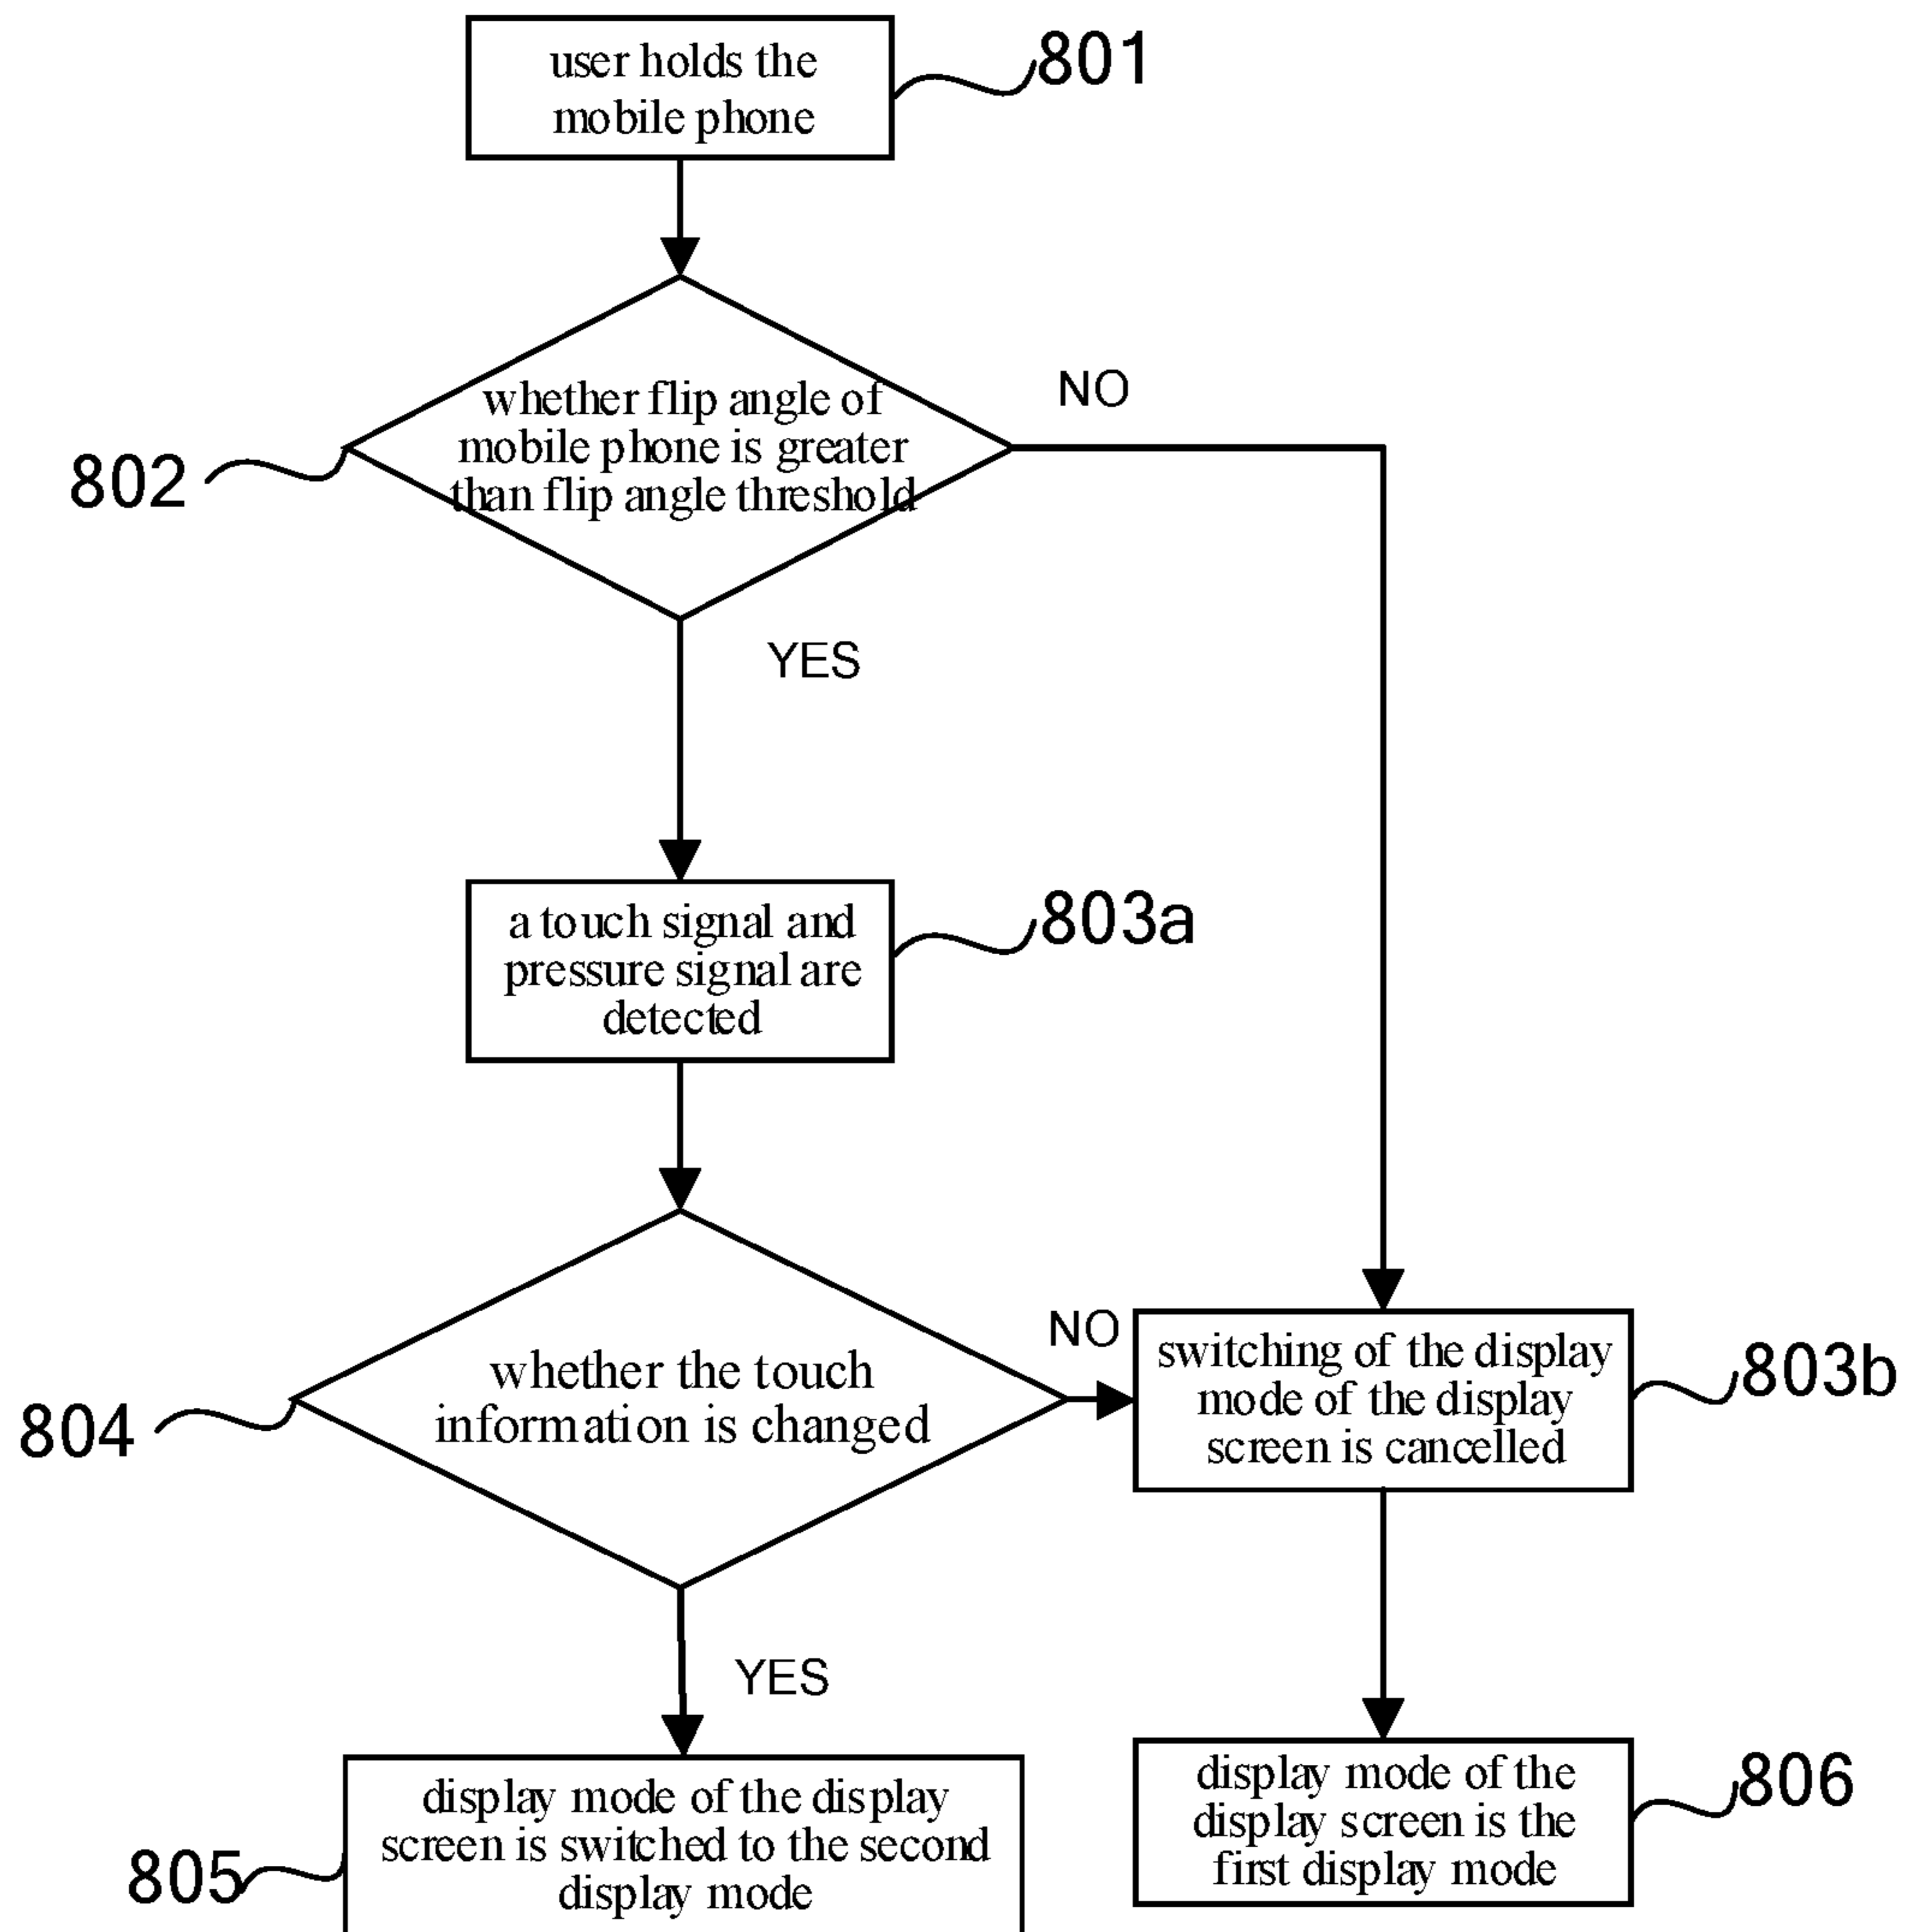 user holds the
mobile phone
801
whether flip angle of
mobile phone is greater
than flip angle threshold
802
NO
YES
a touch signal and
pressure signal are
detected
803a
whether the touch
information is changed
804
NO
switching of the display
mode of the display
screen is cancelled
803b
YES
display mode of the display
screen is switched to the second
display mode
805
display mode of the
display screen is the
first display mode
806